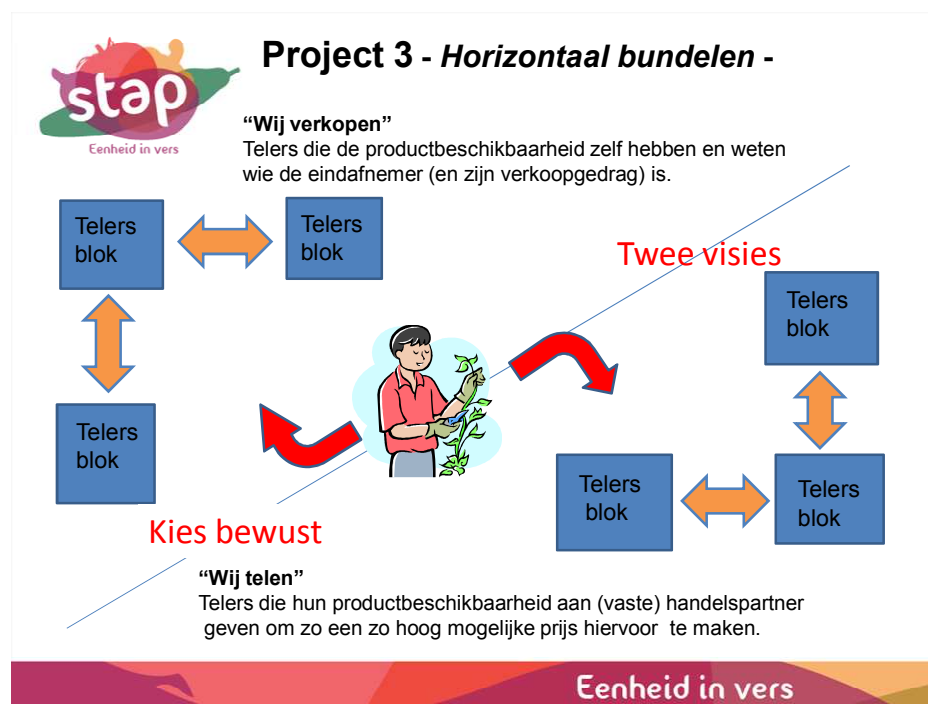 Project 3 - Horizontaal bundelen -
stap
Eenheid in vers
“Wij verkopen”
Telers die de productbeschikbaarheid zelf hebben en weten
wie de eindafnemer (en zijn verkoopgedrag) is.
Telers
blok
Telers
blok
Twee visies
Telers
blok
Telers
blok
Telers
blok
Telers
blok
Kies bewust
“Wij telen”
Telers die hun productbeschikbaarheid aan (vaste) handelspartner
geven om zo een zo hoog mogelijke prijs hiervoor te maken.
Eenheid in vers